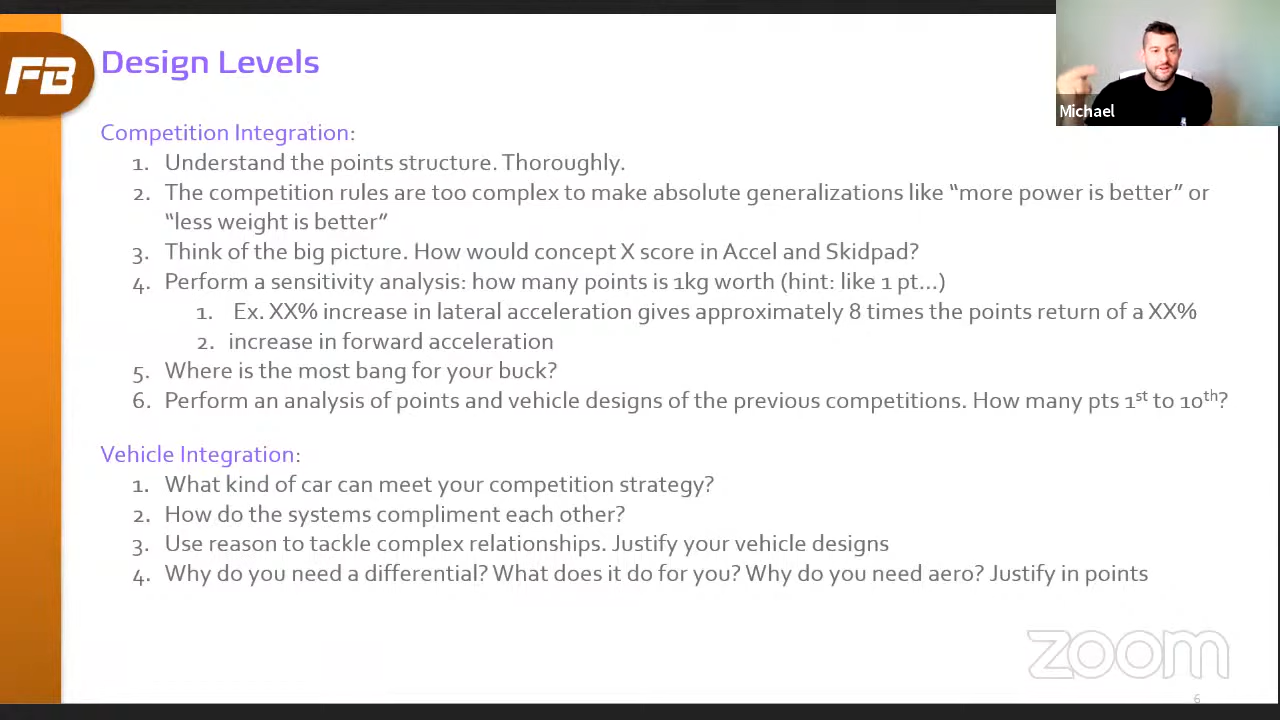 FB
Design Levels
Michael
Competition Integration:
1. Understand the points structure. Thoroughly.
2. The competition rules are too complex to make absolute generalizations like “more power is better” or
“less weight is better”
3. Think of the big picture. How would concept X score in Accel and Skidpad?
4. Perform a sensitivity analysis: how many points is 1kg worth (hint: like 1 pt...)
1. Ex. XX% increase in lateral acceleration gives approximately 8 times the points return of a XX%
2. increase in forward acceleration
5. Where is the most bang for your buck?
6. Perform an analysis of points and vehicle designs of the previous competitions. How many pts 1st to 10th?
Vehicle Integration:
1. What kind of car can meet your competition strategy?
2. How do the systems compliment each other?
3. Use reason to tackle complex relationships. Justify your vehicle designs
4. Why do you need a differential? What does it do for you? Why do you need aero? Justify in points
zoom
6